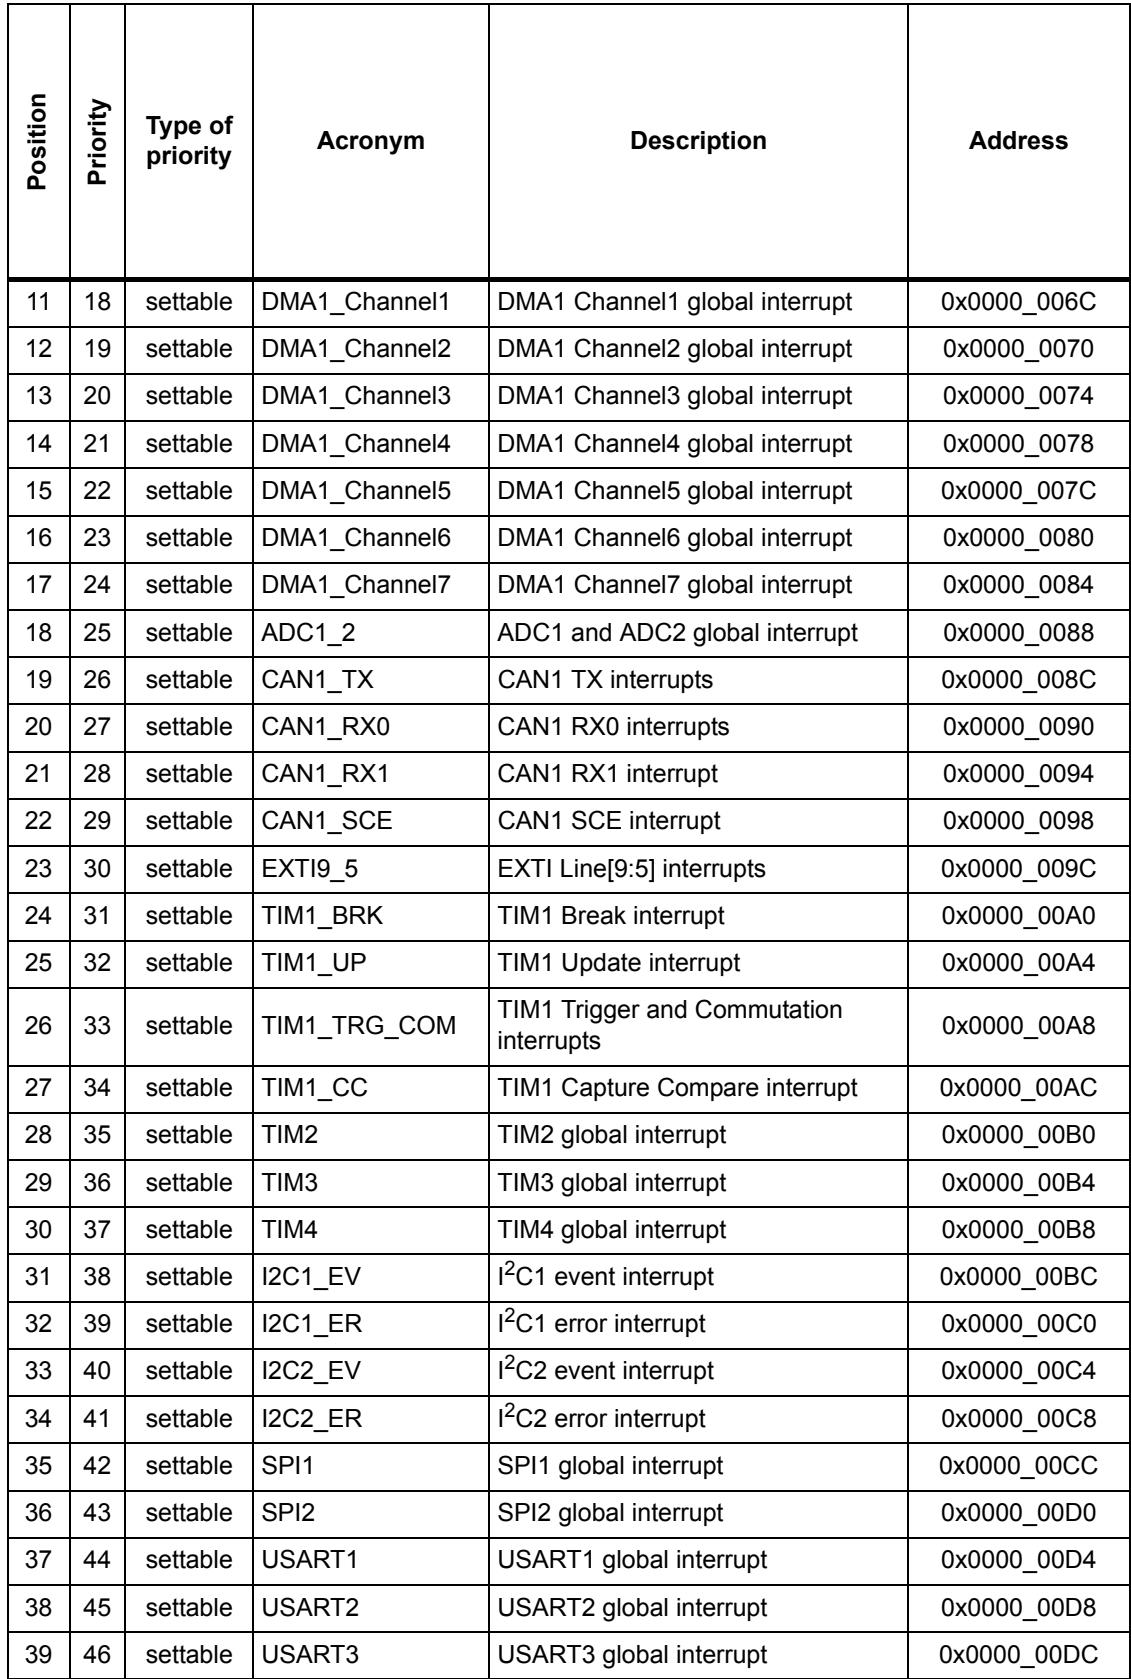 Position Priority Type of priority Acronym Description Address
11 18 settable DMA1_Channel1 DMA1 Channel1 global interrupt 0x0000_006C
12 19 settable DMA1_Channel2 DMA1 Channel2 global interrupt 0x0000_0070
13 20 settable DMA1_Channel3 DMA1 Channel3 global interrupt 0x0000_0074
14 21 settable DMA1_Channel4 DMA1 Channel4 global interrupt 0x0000_0078
15 22 settable DMA1_Channel5 DMA1 Channel5 global interrupt 0x0000_007C
16 23 settable DMA1_Channel6 DMA1 Channel6 global interrupt 0x0000_0080
17 24 settable DMA1_Channel7 DMA1 Channel7 global interrupt 0x0000_0084
18 25 settable ADC1_2 ADC1 and ADC2 global interrupt 0x0000_0088
19 26 settable CAN1_TX CAN1 TX interrupts 0x0000_008C
20 27 settable CAN1_RX0 CAN1 RX0 interrupts 0x0000_0090
21 28 settable CAN1_RX1 CAN1 RX1 interrupt 0x0000_0094
22 29 settable CAN1_SCE CAN1 SCE interrupt 0x0000_0098
23 30 settable EXTI9_5 EXTI Line[9:5] interrupts 0x0000_009C
24 31 settable TIM1_BRK TIM1 Break interrupt 0x0000_00A0
25 32 settable TIM1_UP TIM1 Update interrupt 0x0000_00A4
26 33 settable TIM1_TRG_COM TIM1 Trigger and Commutation interrupts 0x0000_00A8
27 34 settable TIM1_CC TIM1 Capture Compare interrupt 0x0000_00AC
28 35 settable TIM2 TIM2 global interrupt 0x0000_00B0
29 36 settable TIM3 TIM3 global interrupt 0x0000_00B4
30 37 settable TIM4 TIM4 global interrupt 0x0000_00B8
31 38 settable I2C1_EV I²C1 event interrupt 0x0000_00BC
32 39 settable I2C1_ER I²C1 error interrupt 0x0000_00C0
33 40 settable I2C2_EV I²C2 event interrupt 0x0000_00C4
34 41 settable I2C2_ER I²C2 error interrupt 0x0000_00C8
35 42 settable SPI1 SPI1 global interrupt 0x0000_00CC
36 43 settable SPI2 SPI2 global interrupt 0x0000_00D0
37 44 settable USART1 USART1 global interrupt 0x0000_00D4
38 45 settable USART2 USART2 global interrupt 0x0000_00D8
39 46 settable USART3 USART3 global interrupt 0x0000_00DC